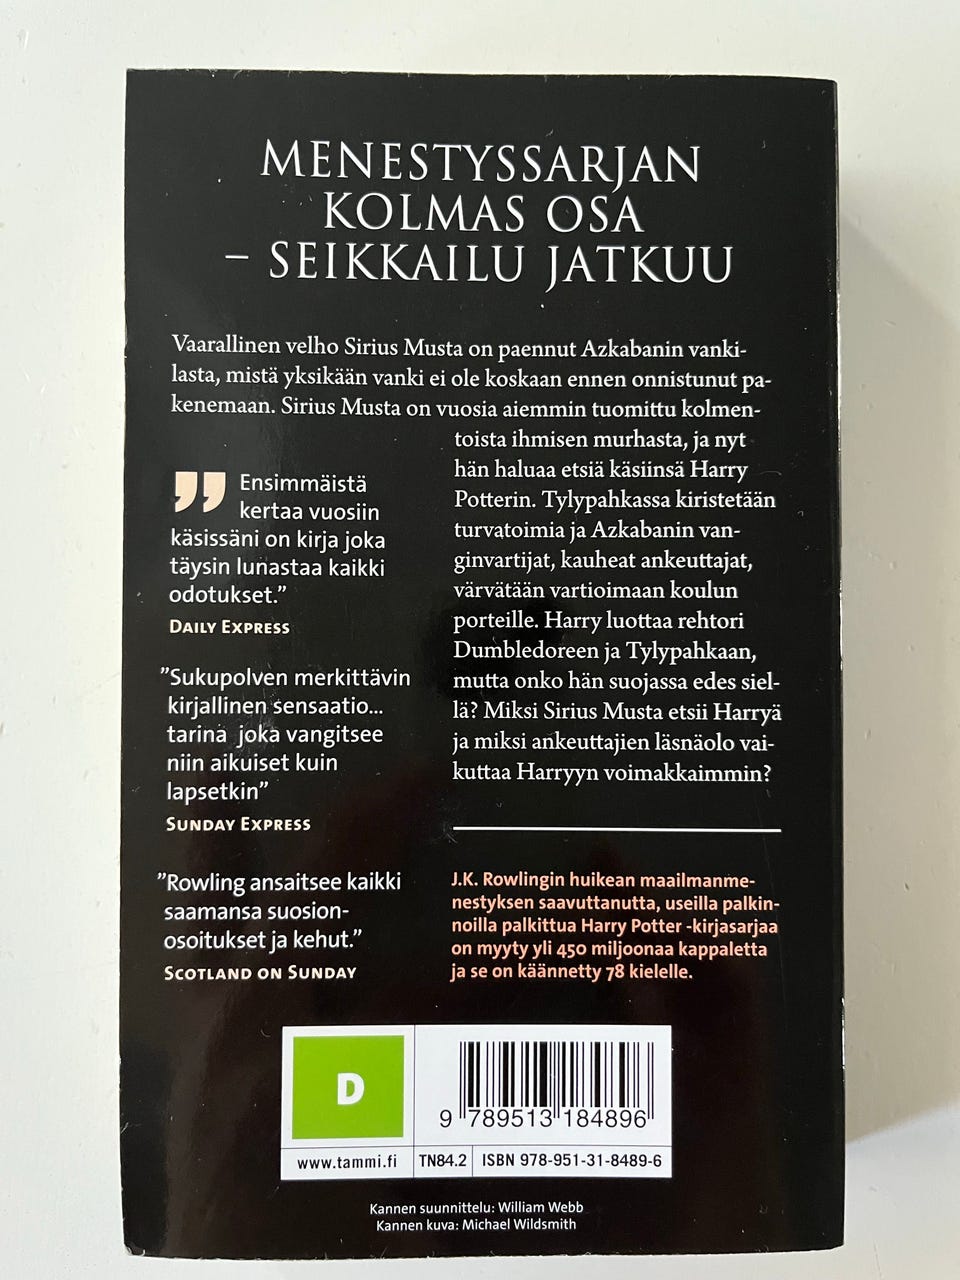 MENESTYSSARJAN
KOLMAS OSA
– SEIKKAILU JATKUU
Vaarallinen velho Sirius Musta on paennut Azkabanin vanki-
lasta, mistä yksikään vanki ei ole koskaan ennen onnistunut pa-
kenemaan. Sirius Musta on vuosia aiemmin tuomittu kolmen-
toista ihmisen murhasta, ja nyt
hän haluaa etsiä käsiinsä Harry
Potterin. Tylypahkassa kiristetään
turvatoimia ja Azkabanin van-
ginvartijat, kauheat ankeuttajat,
värvätään vartioimaan koulun
porteille. Harry luottaa rehtori
Dumbledoreen ja Tylypahkaan,
mutta onko hän suojassa edes siel-
lä? Miksi Sirius Musta etsii Harryä
ja miksi ankeuttajien läsnäolo vai-
kuttaa Harryyn voimakkaimmin?
” Ensimmäistä
kertaa vuosiin
käsissäni on kirja joka
täysin lunastaa kaikki
odotukset.”
DAILY EXPRESS
”Sukupolven merkittävin
kirjallinen sensaatio...
tarina joka vangitsee
niin aikuiset kuin
lapsetkin”
SUNDAY EXPRESS
”Rowling ansaitsee kaikki
saamansa suosion-
osoitukset ja kehut.”
SCOTLAND ON SUNDAY
J.K. Rowlingin huikean maailmanme-
nestyksen saavuttanutta, useilla palkin-
noilla palkittua Harry Potter -kirjasarjaa
on myyty yli 450 miljoonaa kappaletta
ja se on käännetty 78 kielelle.
D
9 789513 184896
www.tammi.fi
TN84.2
ISBN 978-951-31-8489-6
Kannen suunnittelu: William Webb
Kannen kuva: Michael Wildsmith